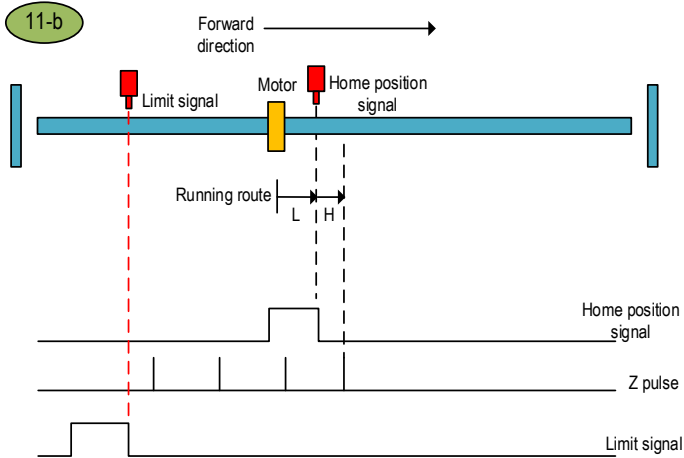 11-b
Forward
direction
Limit signal
Motor
Home position
signal
Running route
L
H
Home position
signal
Z pulse
Limit signal